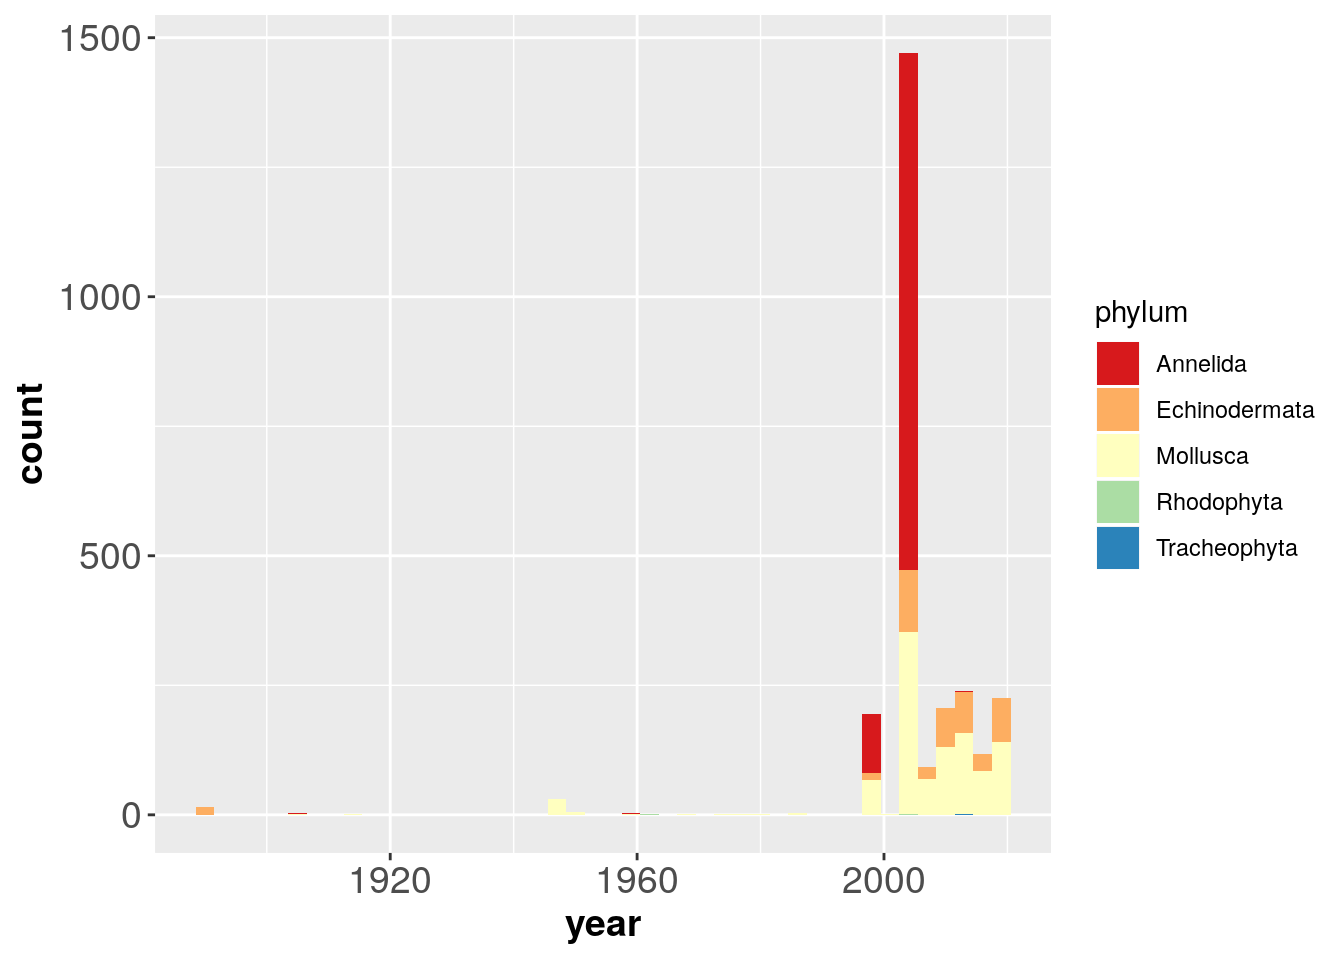 1500
1000
500
0
count
1920
1960
2000
year
phylum
Annelida
Echinodermata
Mollusca
Rhodophyta
Tracheophyta